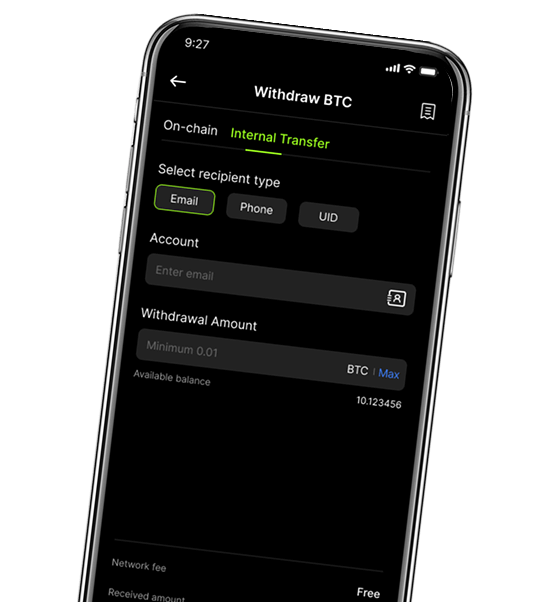 9:27
Withdraw BTC
On-chain Internal Transfer
Select recipient type
Email Phone UID
Account
Enter email
Withdrawal Amount
Minimum 0.01 BTC | Max
Available balance 10.123456
Network fee Free
Received amount